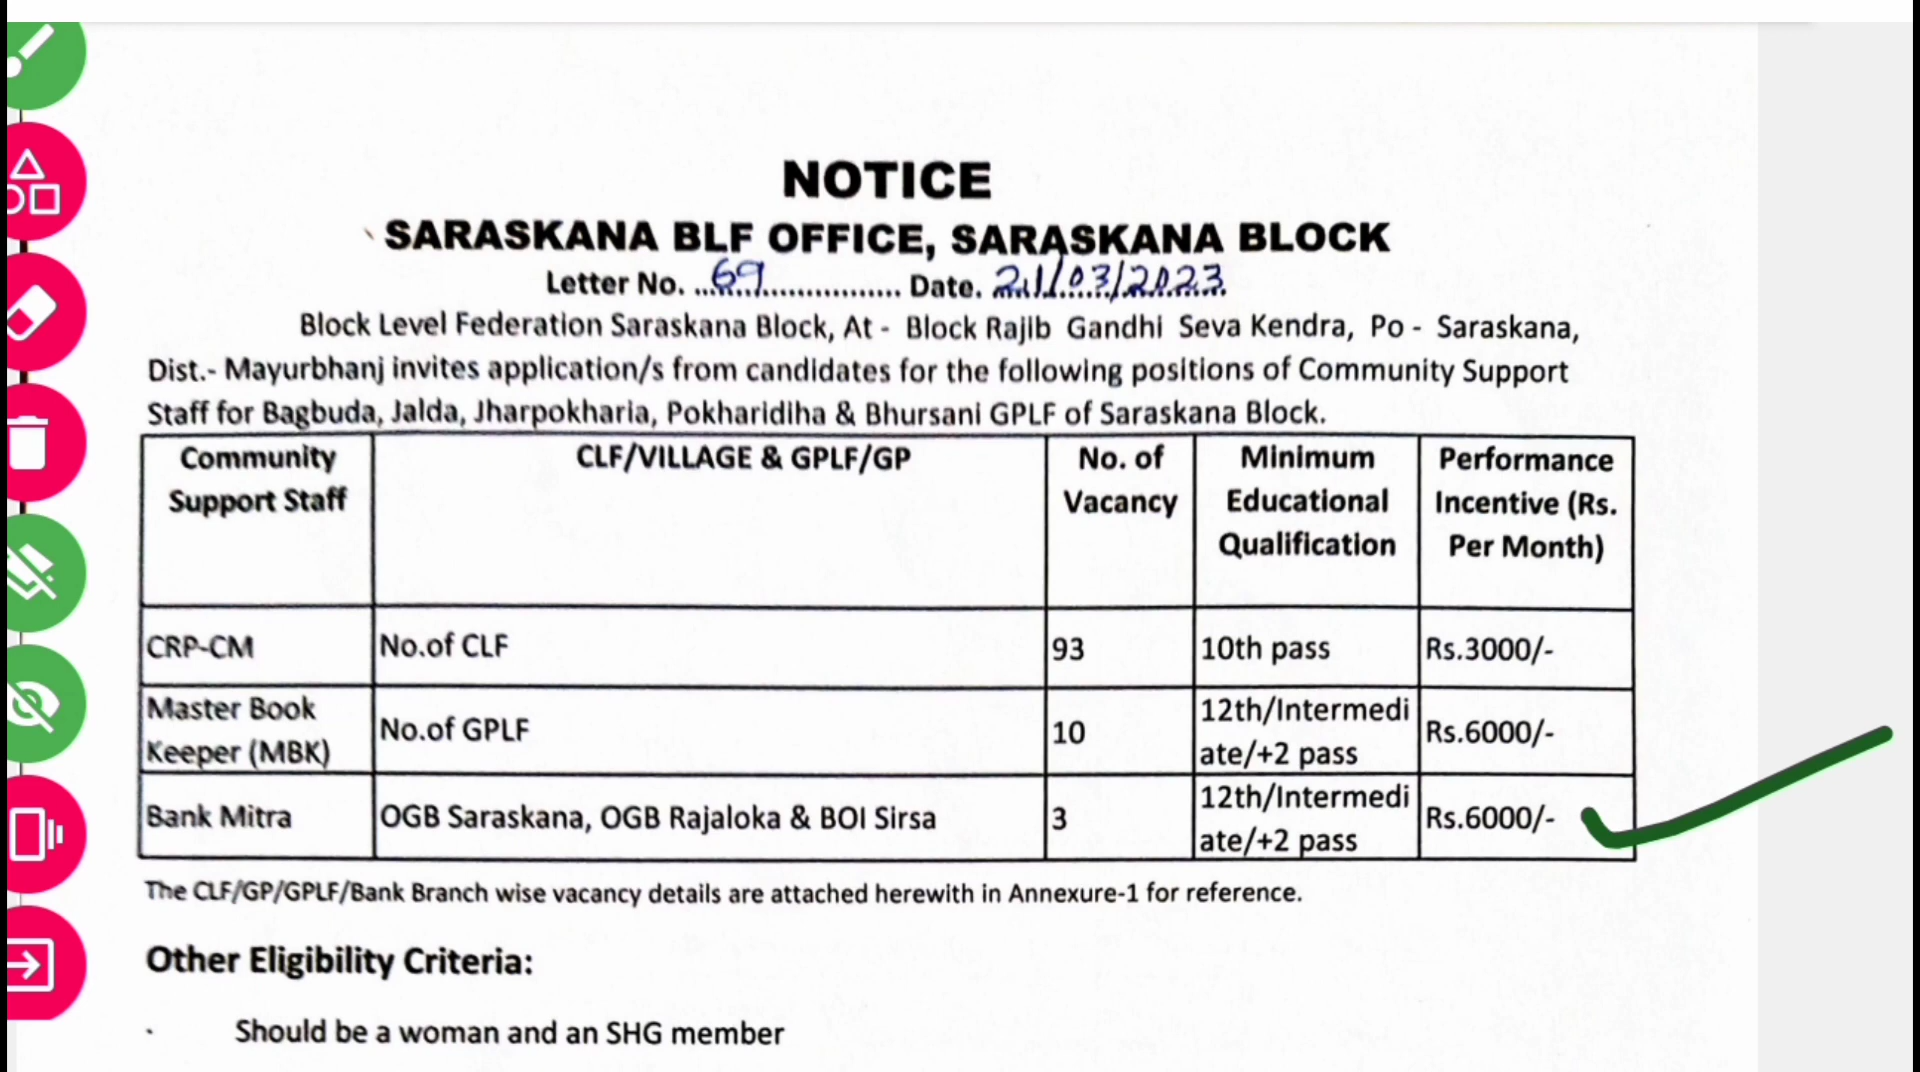 NOTICE
SARASKANA BLF OFFICE, SARASKANA BLOCK
Letter No. ...69...................... Date. 21/03/2023
Block Level Federation Saraskana Block, At - Block Rajib Gandhi Seva Kendra, Po - Saraskana,
Dist.- Mayurbhanj invites application/s from candidates for the following positions of Community Support
Staff for Bagbuda, Jalda, Jharpokharia, Pokharidiha & Bhursani GPLF of Saraskana Block.
Community Support Staff
CLF/VILLAGE & GPLF/GP
No. of Vacancy
Minimum Educational Qualification
Performance Incentive (Rs. Per Month)
CRP-CM
No.of CLF
93
10th pass
Rs.3000/-
Master Book Keeper (MBK)
No.of GPLF
10
12th/Intermediate/+2 pass
Rs.6000/-
Bank Mitra
OGB Saraskana, OGB Rajaloka & BOI Sirsa
3
12th/Intermediate/+2 pass
Rs.6000/-
The CLF/GP/GPLF/Bank Branch wise vacancy details are attached herewith in Annexure-1 for reference.
Other Eligibility Criteria:
Should be a woman and an SHG member